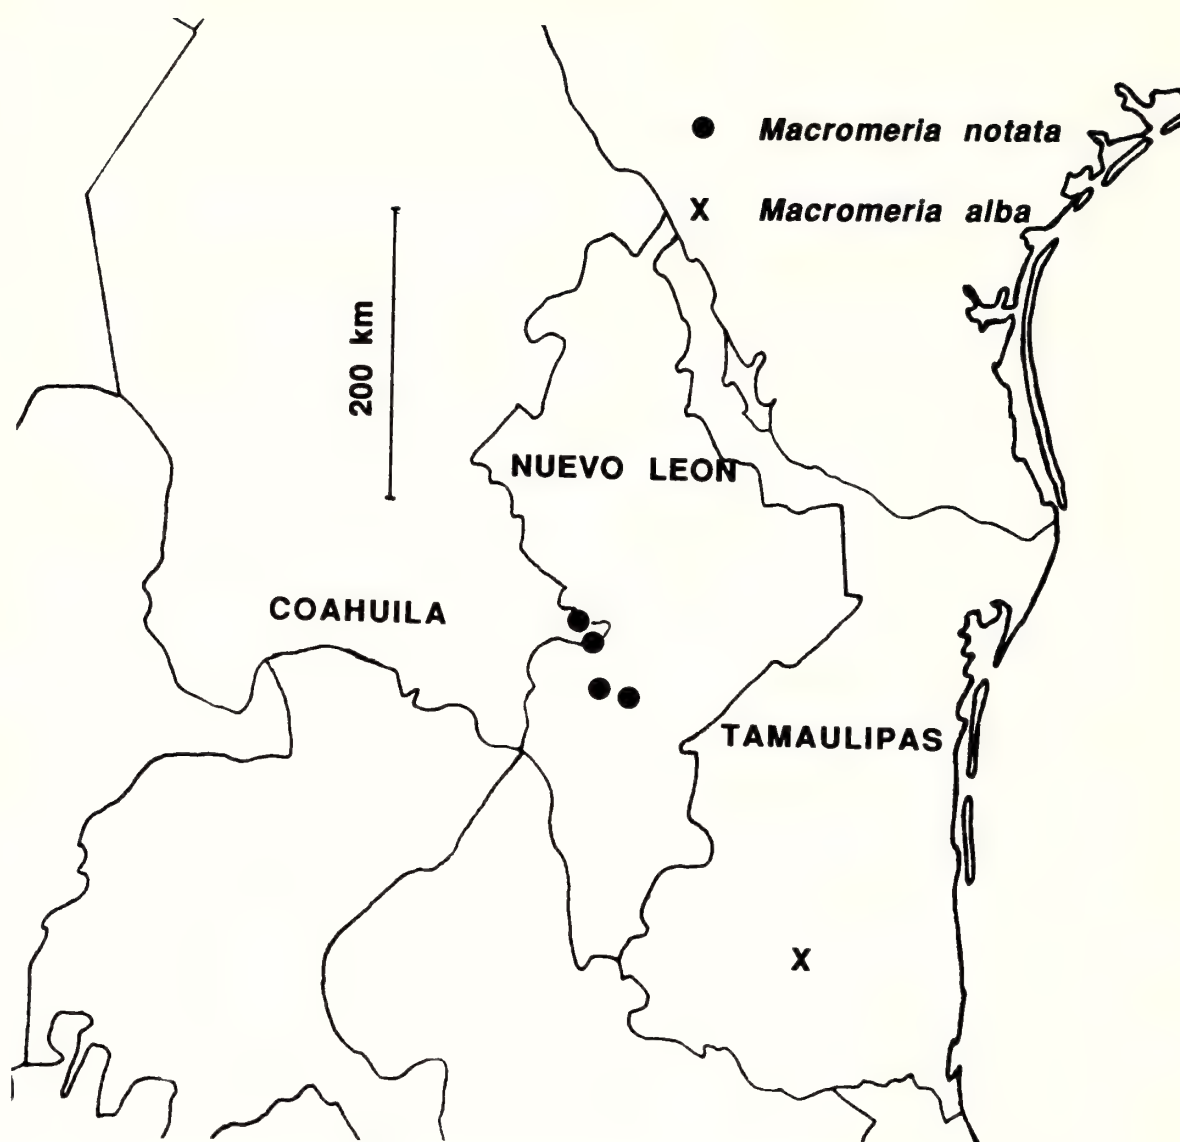 Macromeria notata
X Macromeria alba
200 km
NUEVO LEON
COAHUILA
TAMAULIPAS
X